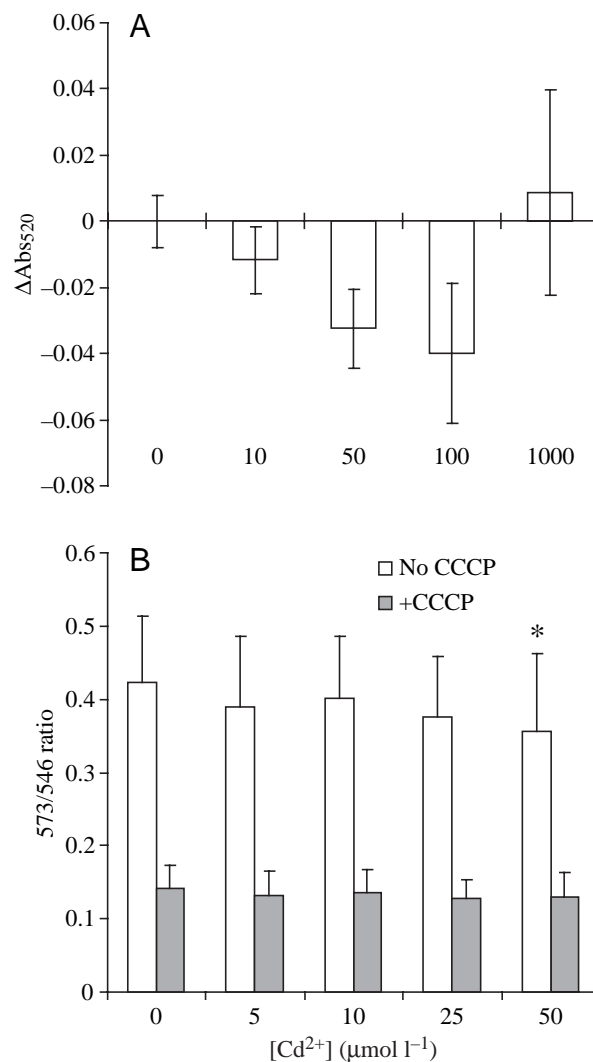 A
0.06
0.04
0.02
0
–0.02
–0.04
–0.06
–0.08
ΔAbs520
0 10 50 100 1000
B
No CCCP
+CCCP
*
0.6
0.5
0.4
0.3
0.2
0.1
0
573/546 ratio
0 5 10 25 50
[Cd²⁺] (μmol l⁻¹)